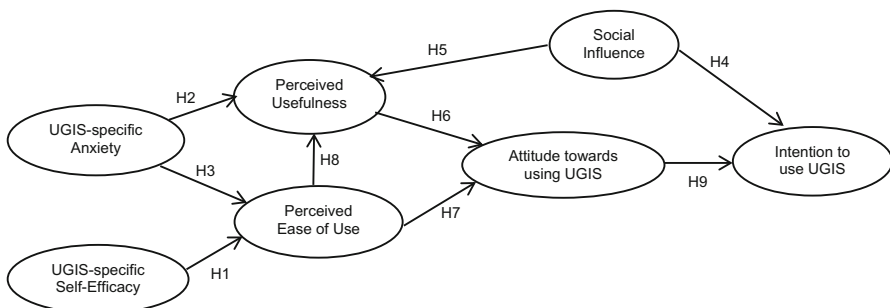 Social
Influence
H5
H4
Perceived
Usefulness
H2
H6
UGIS-specific
Anxiety
H8
Attitude towards
using UGIS
Intention to
use UGIS
H3
H9
Perceived
Ease of Use
H7
UGIS-specific
Self-Efficacy
H1